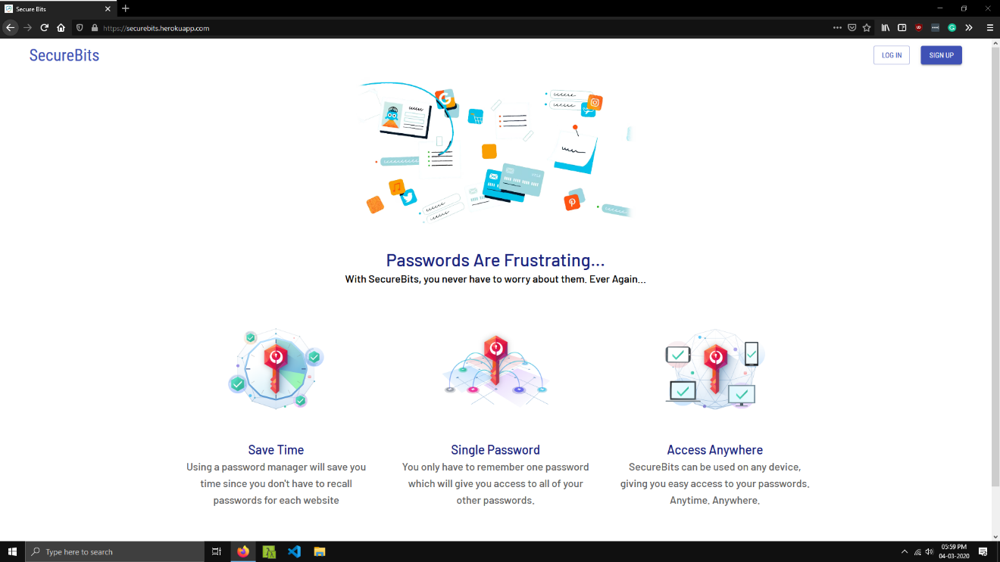 Secure Bits
https://securebits.herokuapp.com
SecureBits
LOG IN
SIGN UP
Passwords Are Frustrating...
With SecureBits, you never have to worry about them. Ever Again...
Save Time
Using a password manager will save you
time since you don't have to recall
passwords for each website
Single Password
You only have to remember one password
which will give you access to all of your
other passwords.
Access Anywhere
SecureBits can be used on any device,
giving you easy access to your passwords.
Anytime. Anywhere.
Type here to search
05:59 PM
04-03-2020